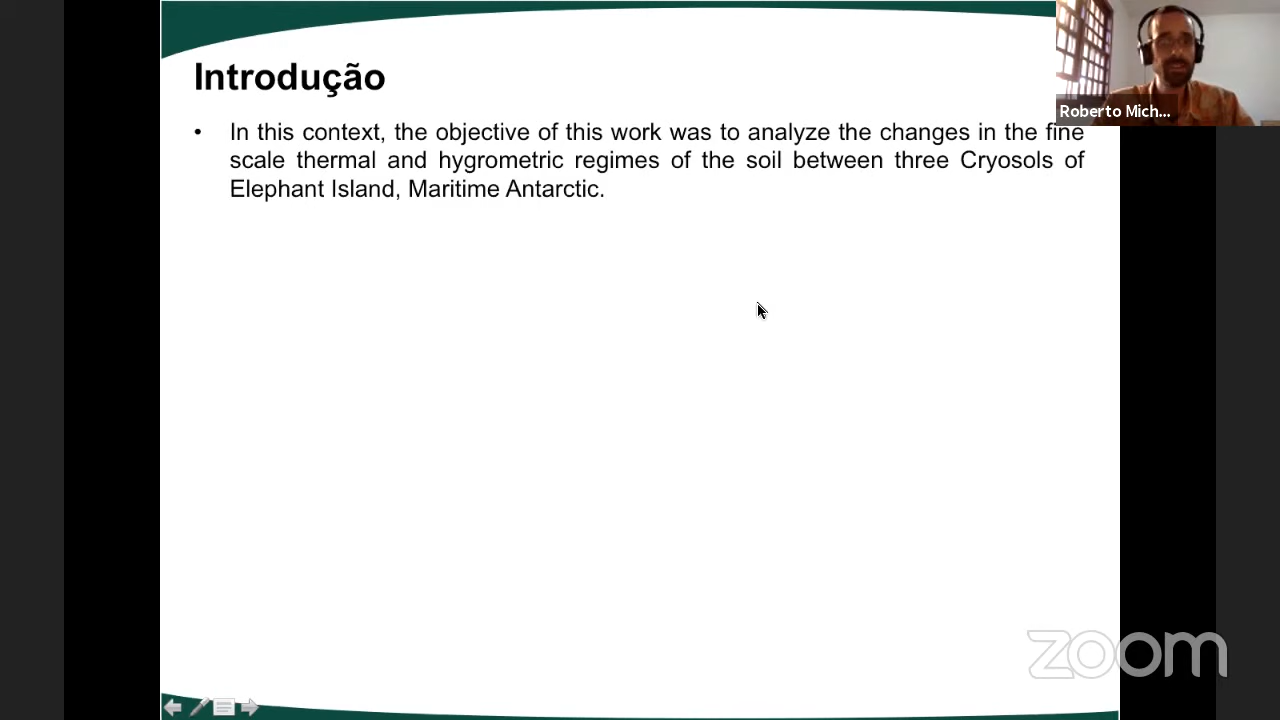 Introdução
• In this context, the objective of this work was to analyze the changes in the fine
scale thermal and hygrometric regimes of the soil between three Cryosols of
Elephant Island, Maritime Antarctic.
Roberto Mich...
zoom